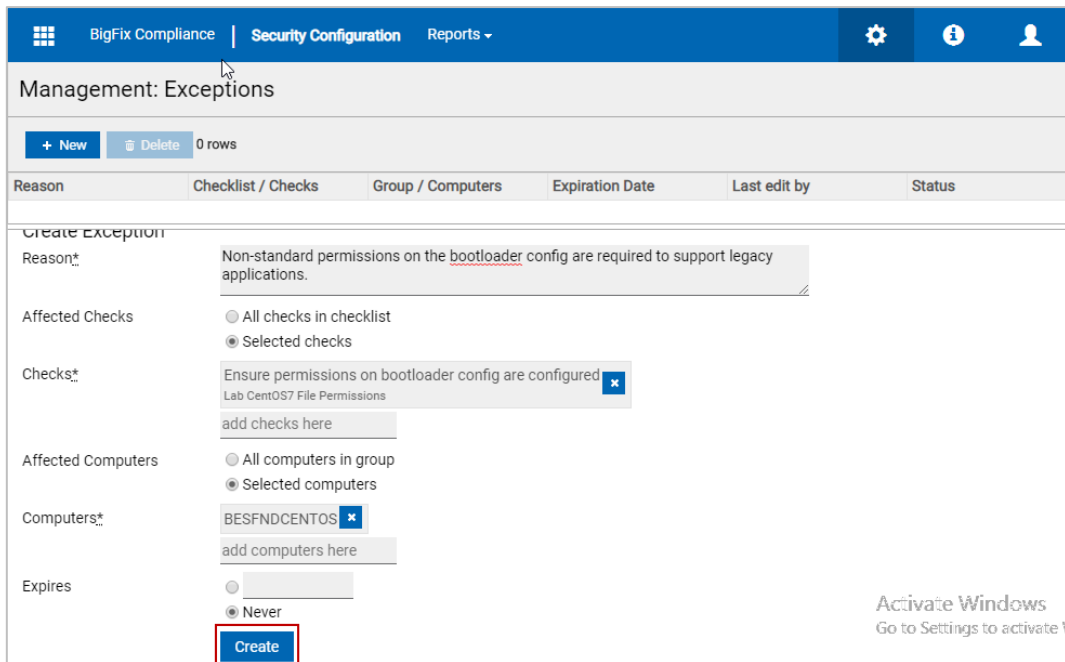 BigFix Compliance | Security Configuration Reports
Management: Exceptions
+ New Delete 0 rows
Reason Checklist / Checks Group / Computers Expiration Date Last edit by Status
Create Exception
Reason* Non-standard permissions on the bootloader config are required to support legacy
applications.
Affected Checks All checks in checklist
Selected checks
Checks* Ensure permissions on bootloader config are configured
Lab CentOS7 File Permissions
add checks here
Affected Computers All computers in group
Selected computers
Computers* BESFNDCENTOS
add computers here
Expires
Never
Activate Windows
Go to Settings to activate
Create